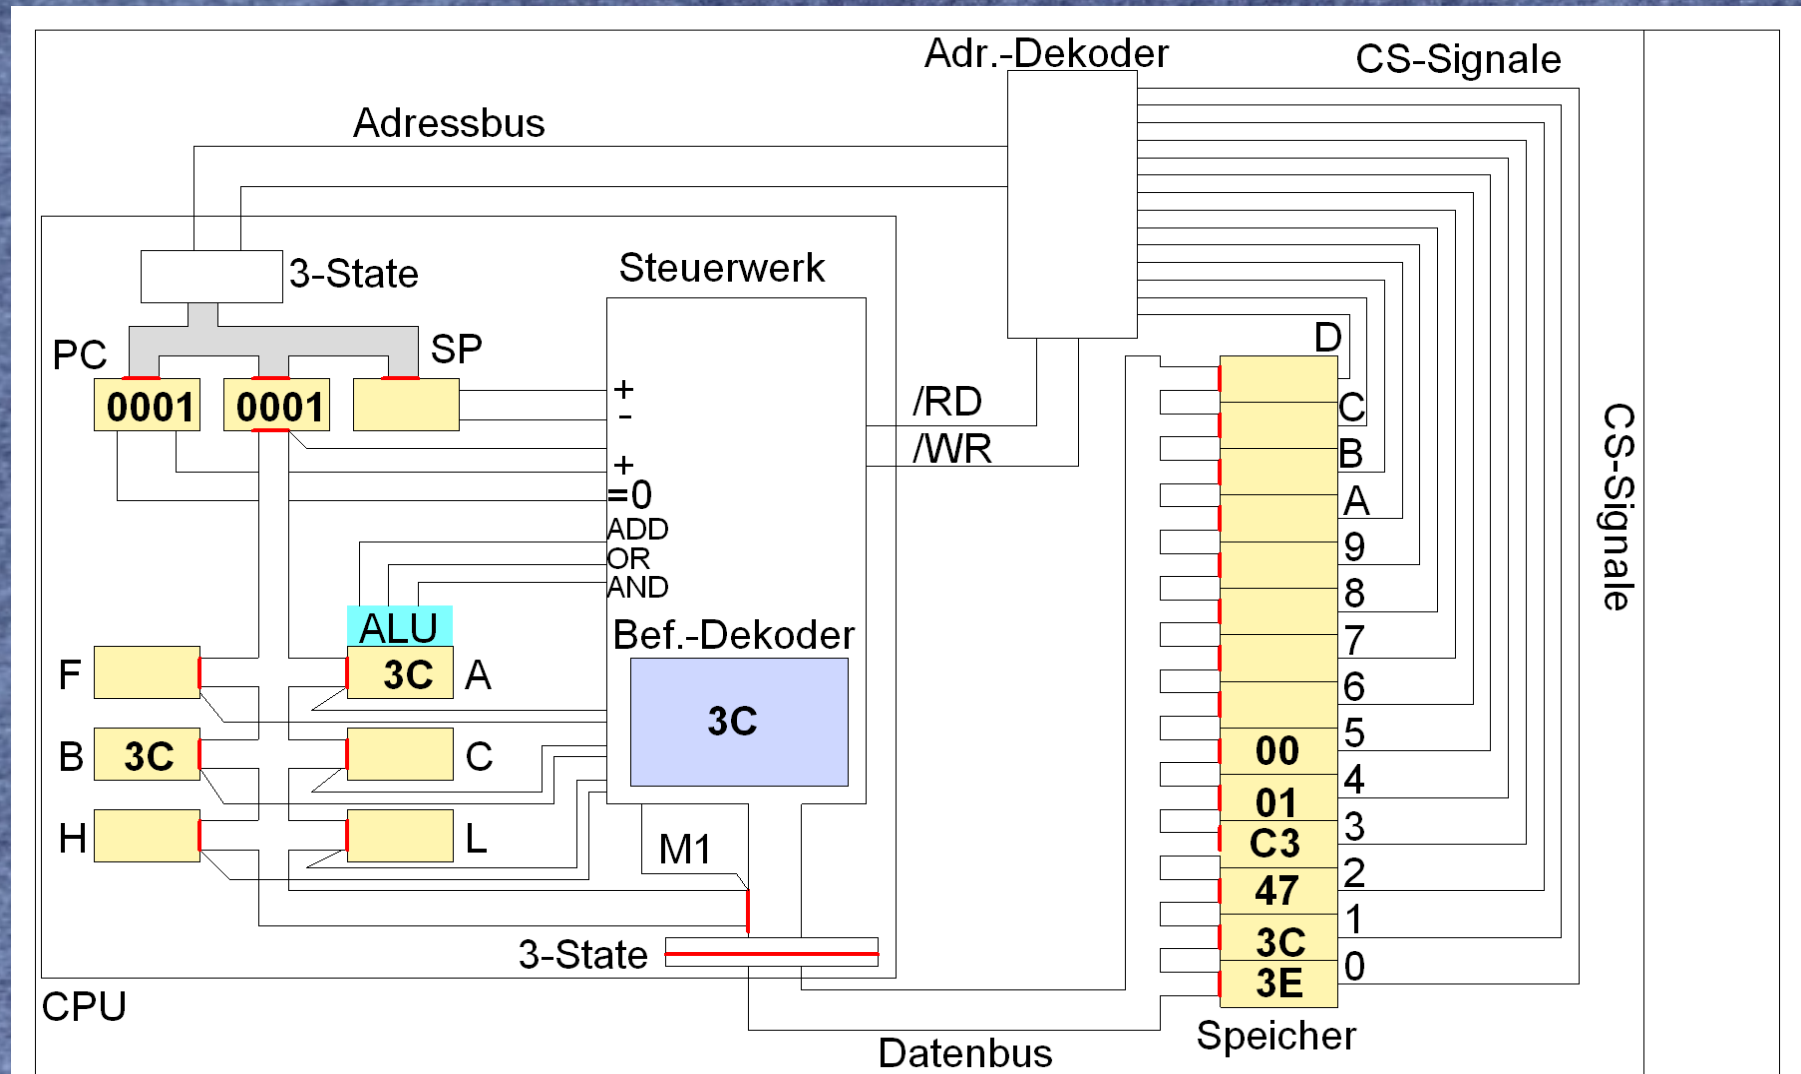 Adr.-Dekoder
CS-Signale
Adressbus
3-State
Steuerwerk
PC
SP
0001
0001
+
-
+
=0
ADD
OR
AND
/RD
/WR
ALU
Bef.-Dekoder
F
3C
A
3C
B
3C
C
H
L
M1
3-State
CPU
Datenbus
D
C
B
A
9
8
7
6
5
00
4
01
3
C3
2
47
1
3C
0
3E
Speicher
CS-Signale